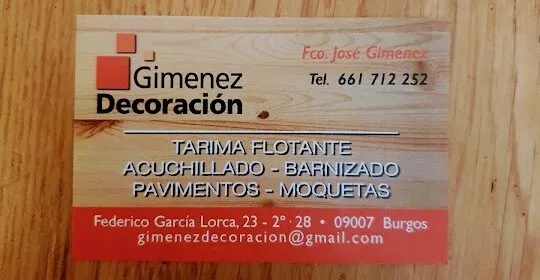 Gimenez
Decoración
Fco. José Gimenez
Tel. 661 712 252
TARIMA FLOTANTE
ACUCHILLADO - BARNIZADO
PAVIMENTOS - MOQUETAS
Federico García Lorca, 23 - 2º · 28 • 09007 Burgos
gimenezdecoracion@gmail.com